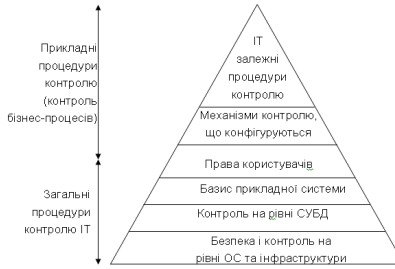 Прикладні
процедури
контролю
(контроль
бізнес-процесів)
Загальні
процедури
контролю ІТ
ІТ
залежні
процедури
контролю
Механізми контролю,
що конфігуруються
Права користувачів
Базис прикладної системи
Контроль на рівні СУБД
Безпека і контроль на
рівні ОС та інфраструктури